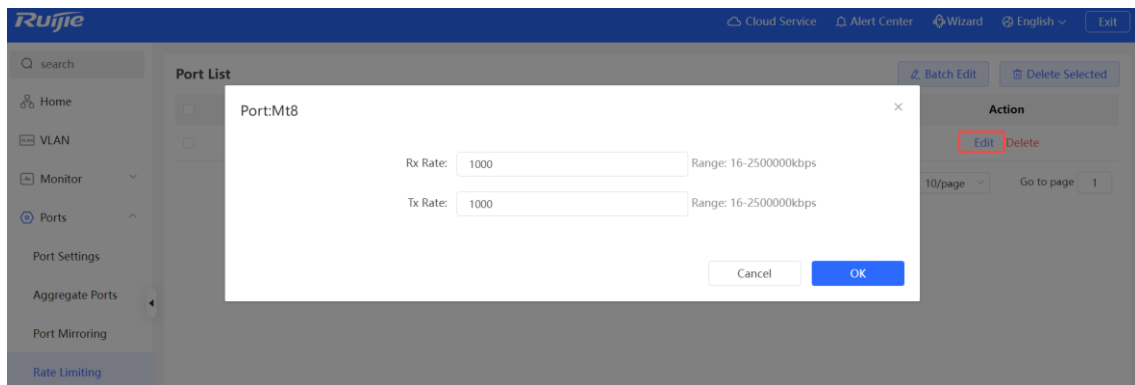 Ruijie
Cloud Service
Alert Center
Wizard
English
Exit
search
Home
VLAN
VLAN
Monitor
Ports
Port Settings
Aggregate Ports
Port Mirroring
Rate Limiting
Port List
Batch Edit
Delete Selected
Action
Edit Delete
10/page
Go to page 1
Port:Mt8
Rx Rate: 1000 Range: 16-2500000kbps
Tx Rate: 1000 Range: 16-2500000kbps
Cancel
OK